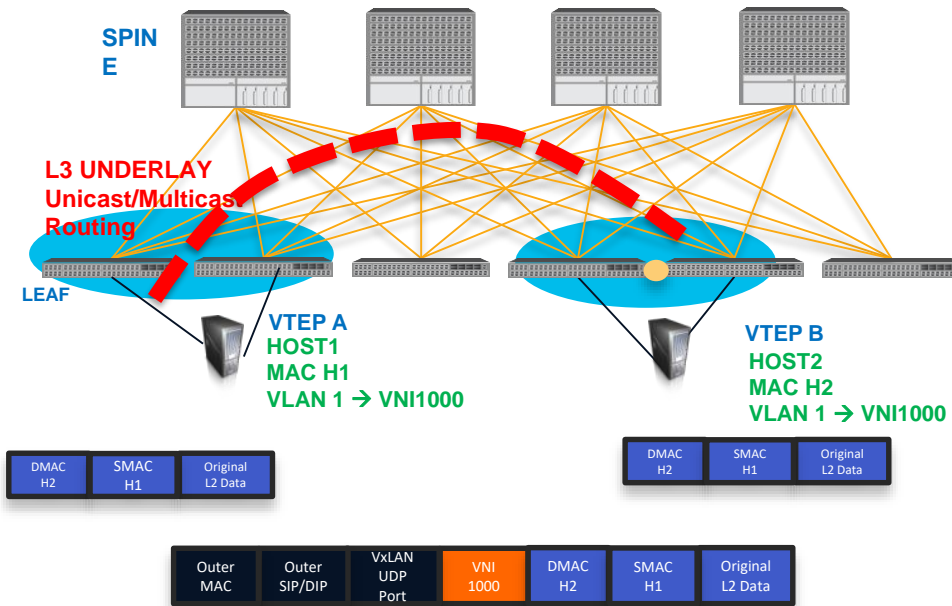 SPIN
E
L3 UNDERLAY
Unicast/Multicast
Routing
LEAF
VTEP A
HOST1
MAC H1
VLAN 1 → VNI1000
VTEP B
HOST2
MAC H2
VLAN 1 → VNI1000
DMAC
H2
SMAC
H1
Original
L2 Data
DMAC
H2
SMAC
H1
Original
L2 Data
Outer
MAC
Outer
SIP/DIP
VxLAN
UDP
Port
VNI
1000
DMAC
H2
SMAC
H1
Original
L2 Data